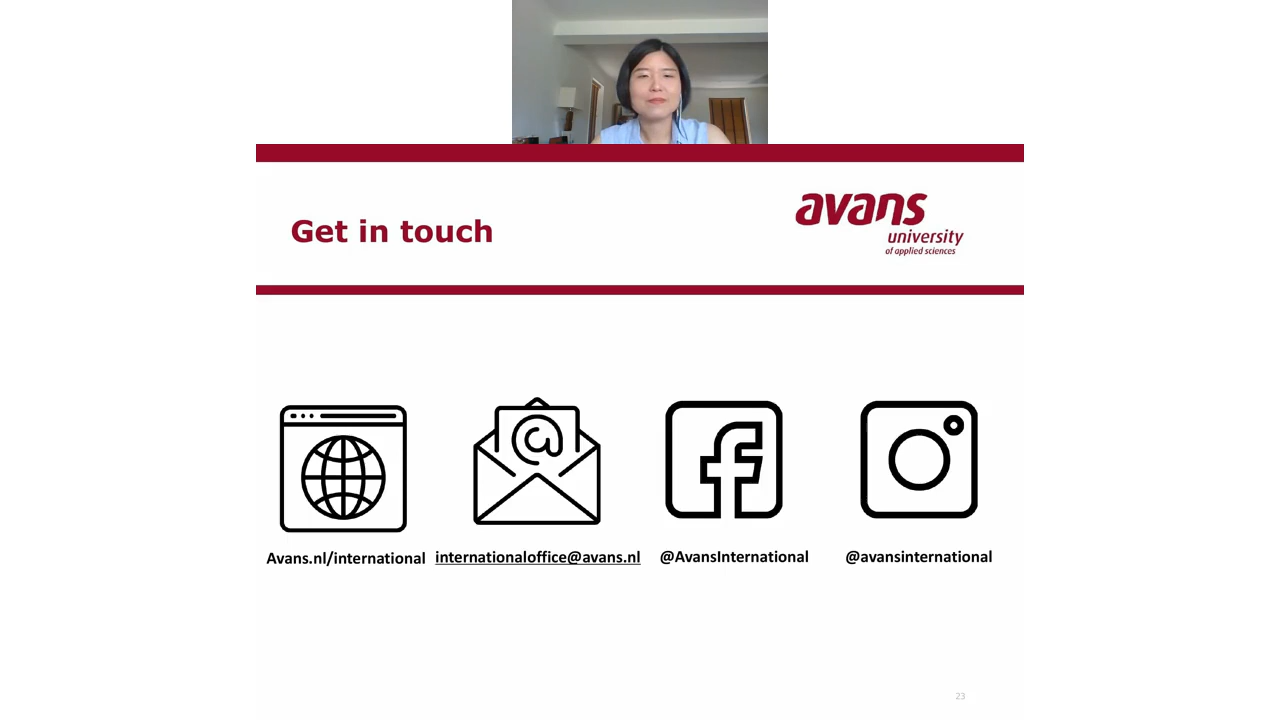 Get in touch
avans
university
of applied sciences
Avans.nl/international
internationaloffice@avans.nl
@AvansInternational
@avansinternational
23